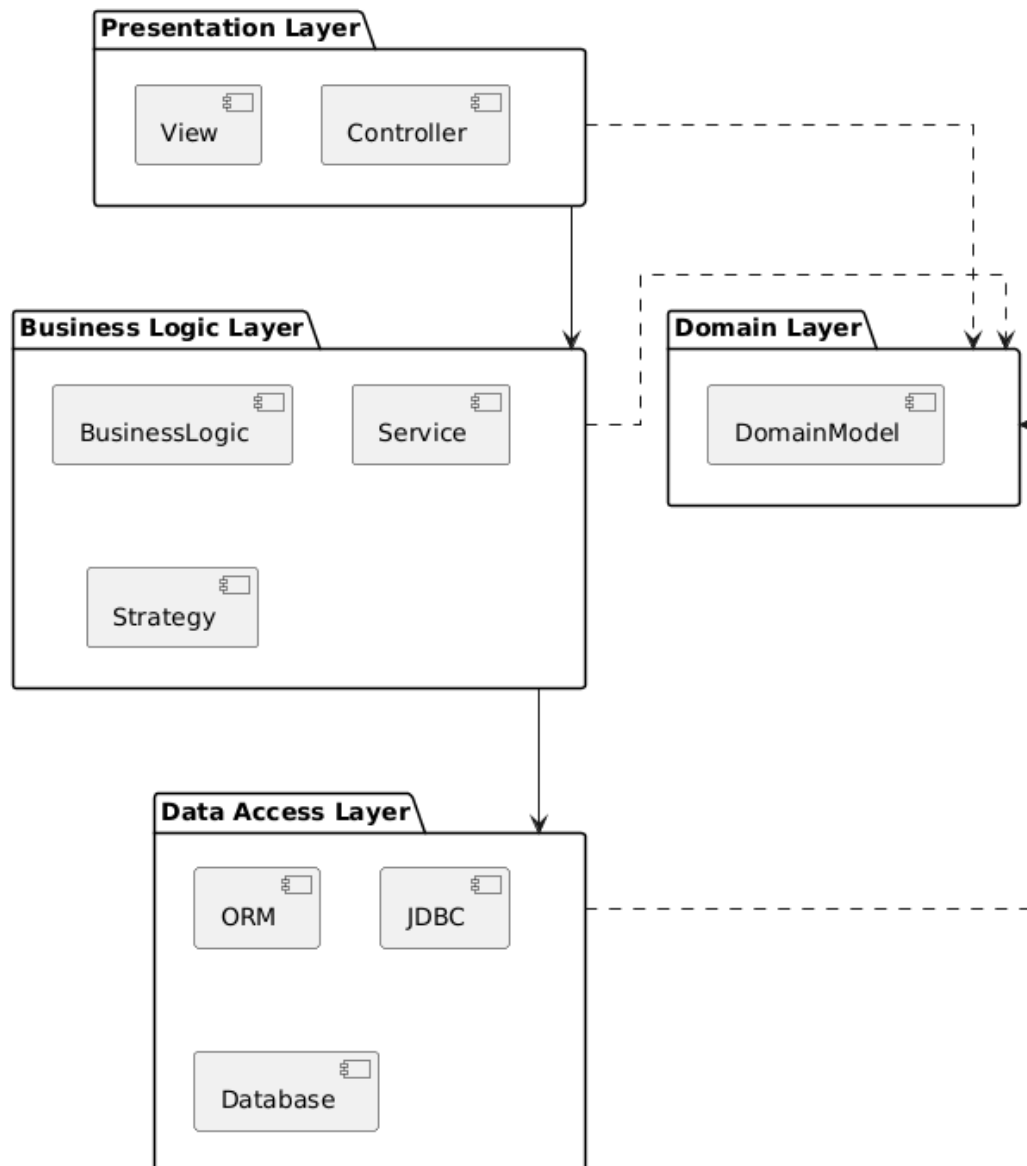 Presentation Layer
View
Controller
Business Logic Layer
Domain Layer
BusinessLogic
Service
DomainModel
Strategy
Data Access Layer
ORM
JDBC
Database